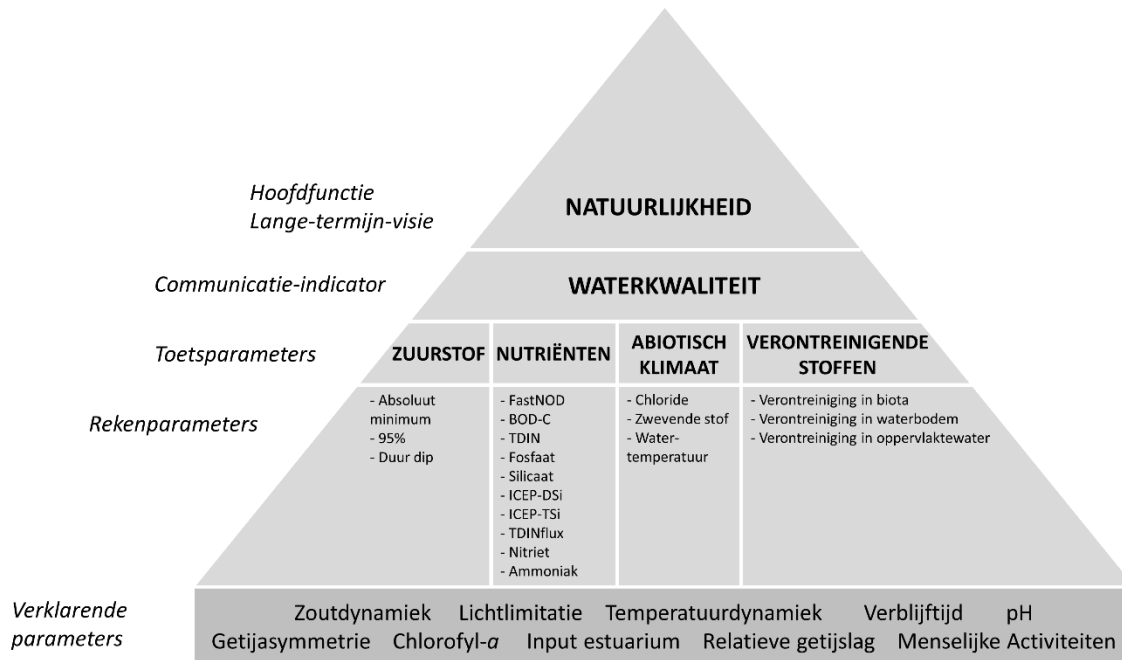 Hoofdfunctie
Lange-termijn-visie
NATUURLIJKHEID
Communicatie-indicator
WATERKWALITEIT
Toetsparameters
ZUURSTOF
NUTRIËNTEN
ABIOTISCH
KLIMAAT
VERONTREINIGENDE
STOFFEN
Rekenparameters
- Absoluut
minimum
- 95%
- Duur dip
- FastNOD
- BOD-C
- TDIN
- Fosfaat
- Silicaat
- ICEP-DSi
- ICEP-TSi
- TDINflux
- Nitriet
- Ammoniak
- Chloride
- Zwevende stof
- Water-
temperatuur
- Verontreiniging in biota
- Verontreiniging in waterbodem
- Verontreiniging in oppervlaktewater
Verklarende
parameters
Zoutdynamiek Lichtlimitatie Temperatuurdynamiek Verblijftijd pH
Getijasymmetrie Chlorofyl-a Input estuarium Relatieve getijslag Menselijke Activiteiten